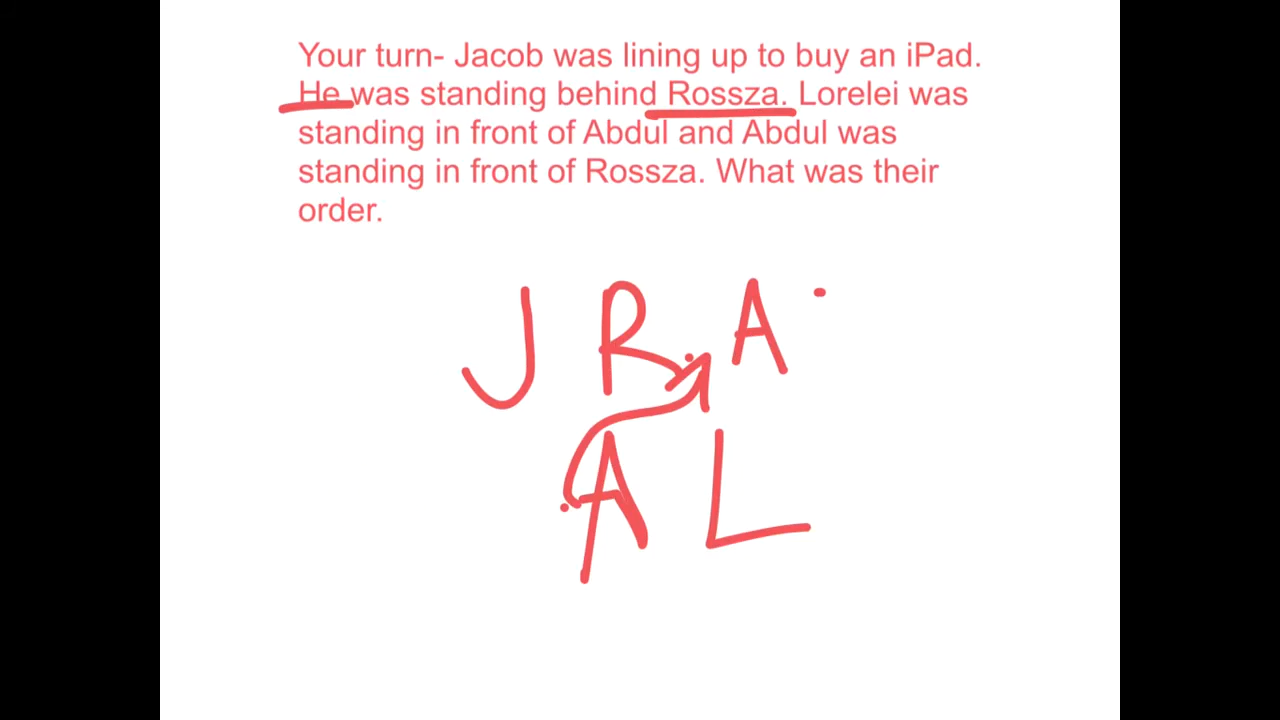 Your turn- Jacob was lining up to buy an iPad.
He was standing behind Rossza. Lorelei was
standing in front of Abdul and Abdul was
standing in front of Rossza. What was their
order.
J R A
A L